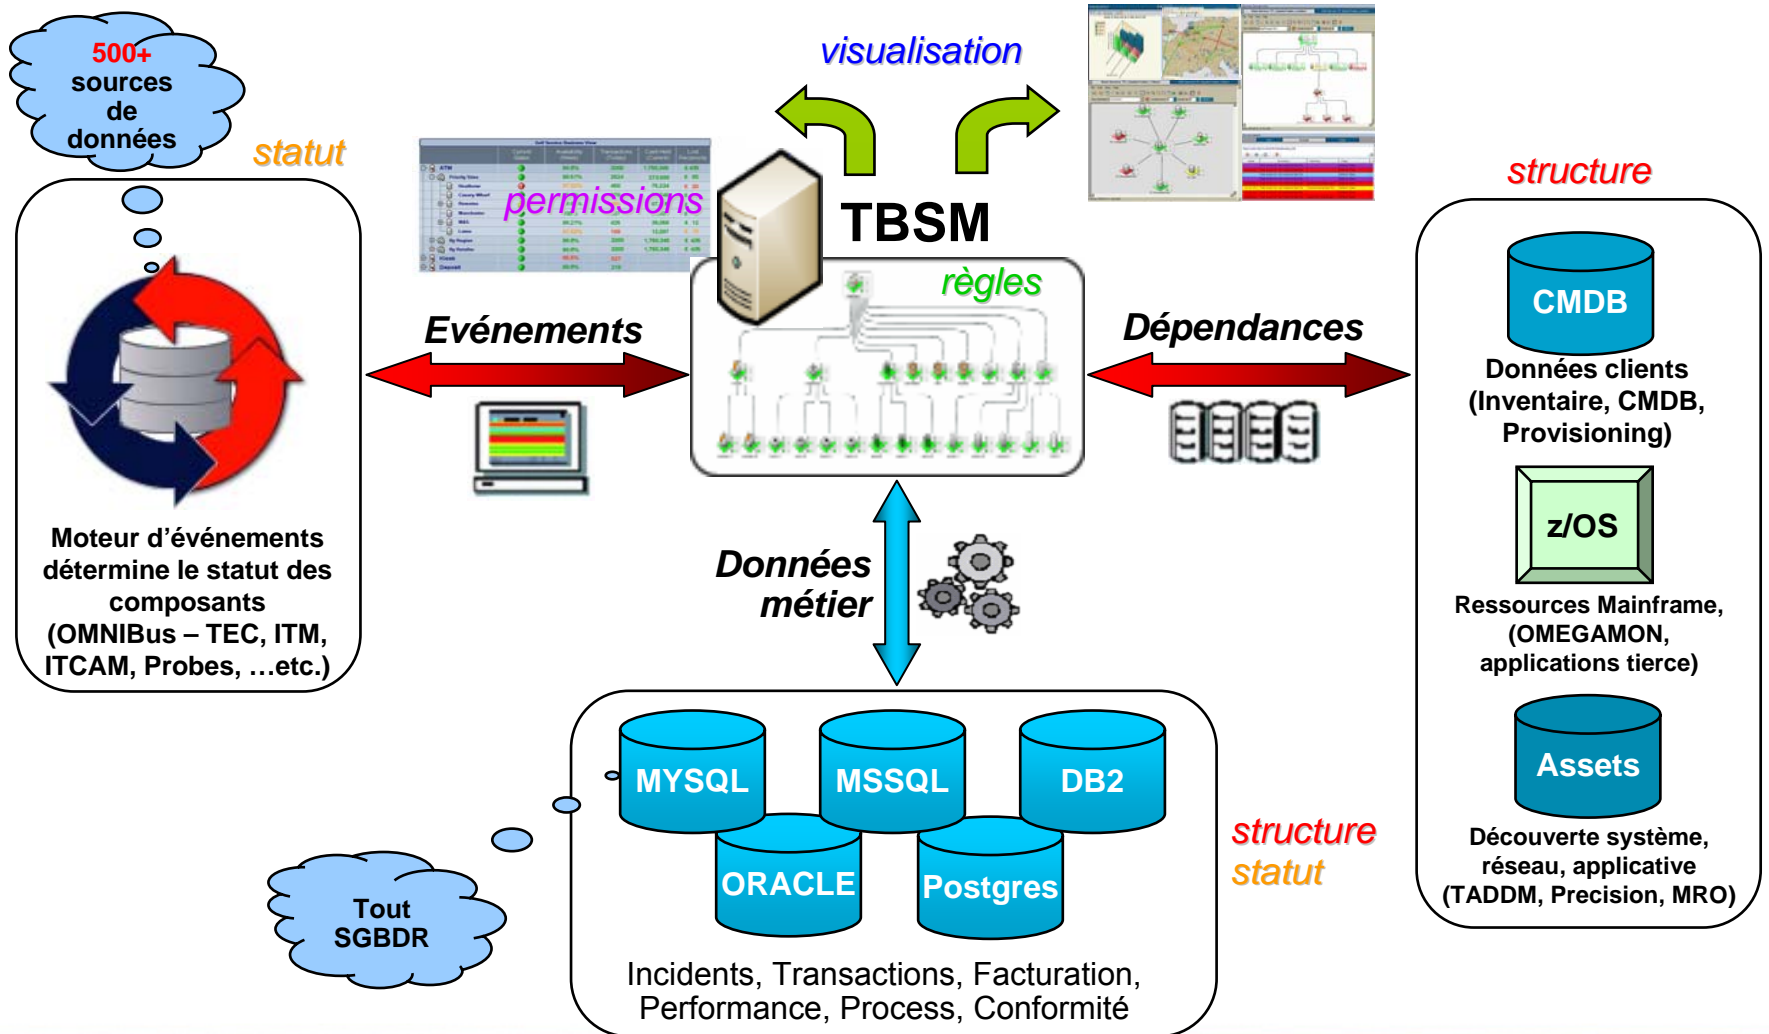 500+
sources
de
données
statut
visualisation
permissions
TBSM
règles
structure
Evénements
Dépendances
Moteur d’événements
détermine le statut des
composants
(OMNIBus – TEC, ITM,
ITCAM, Probes, …etc.)
Données
métier
CMDB
Données clients
(Inventaire, CMDB,
Provisioning)
z/OS
Ressources Mainframe,
(OMEGAMON,
applications tierce)
Assets
Découverte système,
réseau, applicative
(TADDM, Precision, MRO)
MYSQL
MSSQL
DB2
ORACLE
Postgres
structure
statut
Tout
SGBDR
Incidents, Transactions, Facturation,
Performance, Process, Conformité